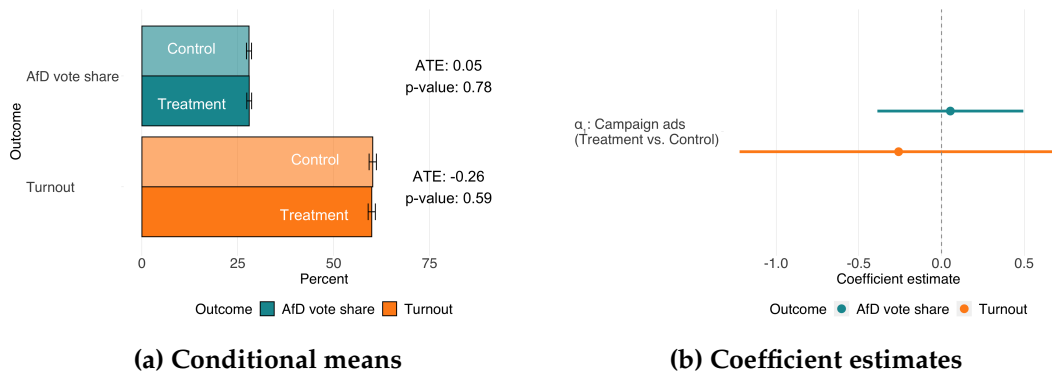 Outcome
AfD vote share
Turnout
Control
Treatment
Control
Treatment
ATE: 0.05
p-value: 0.78
ATE: -0.26
p-value: 0.59
0
25
50
75
Percent
Outcome AfD vote share Turnout
(a) Conditional means
α₁: Campaign ads
(Treatment vs. Control)
-1.0
-0.5
0.0
0.5
Coefficient estimate
Outcome AfD vote share Turnout
(b) Coefficient estimates